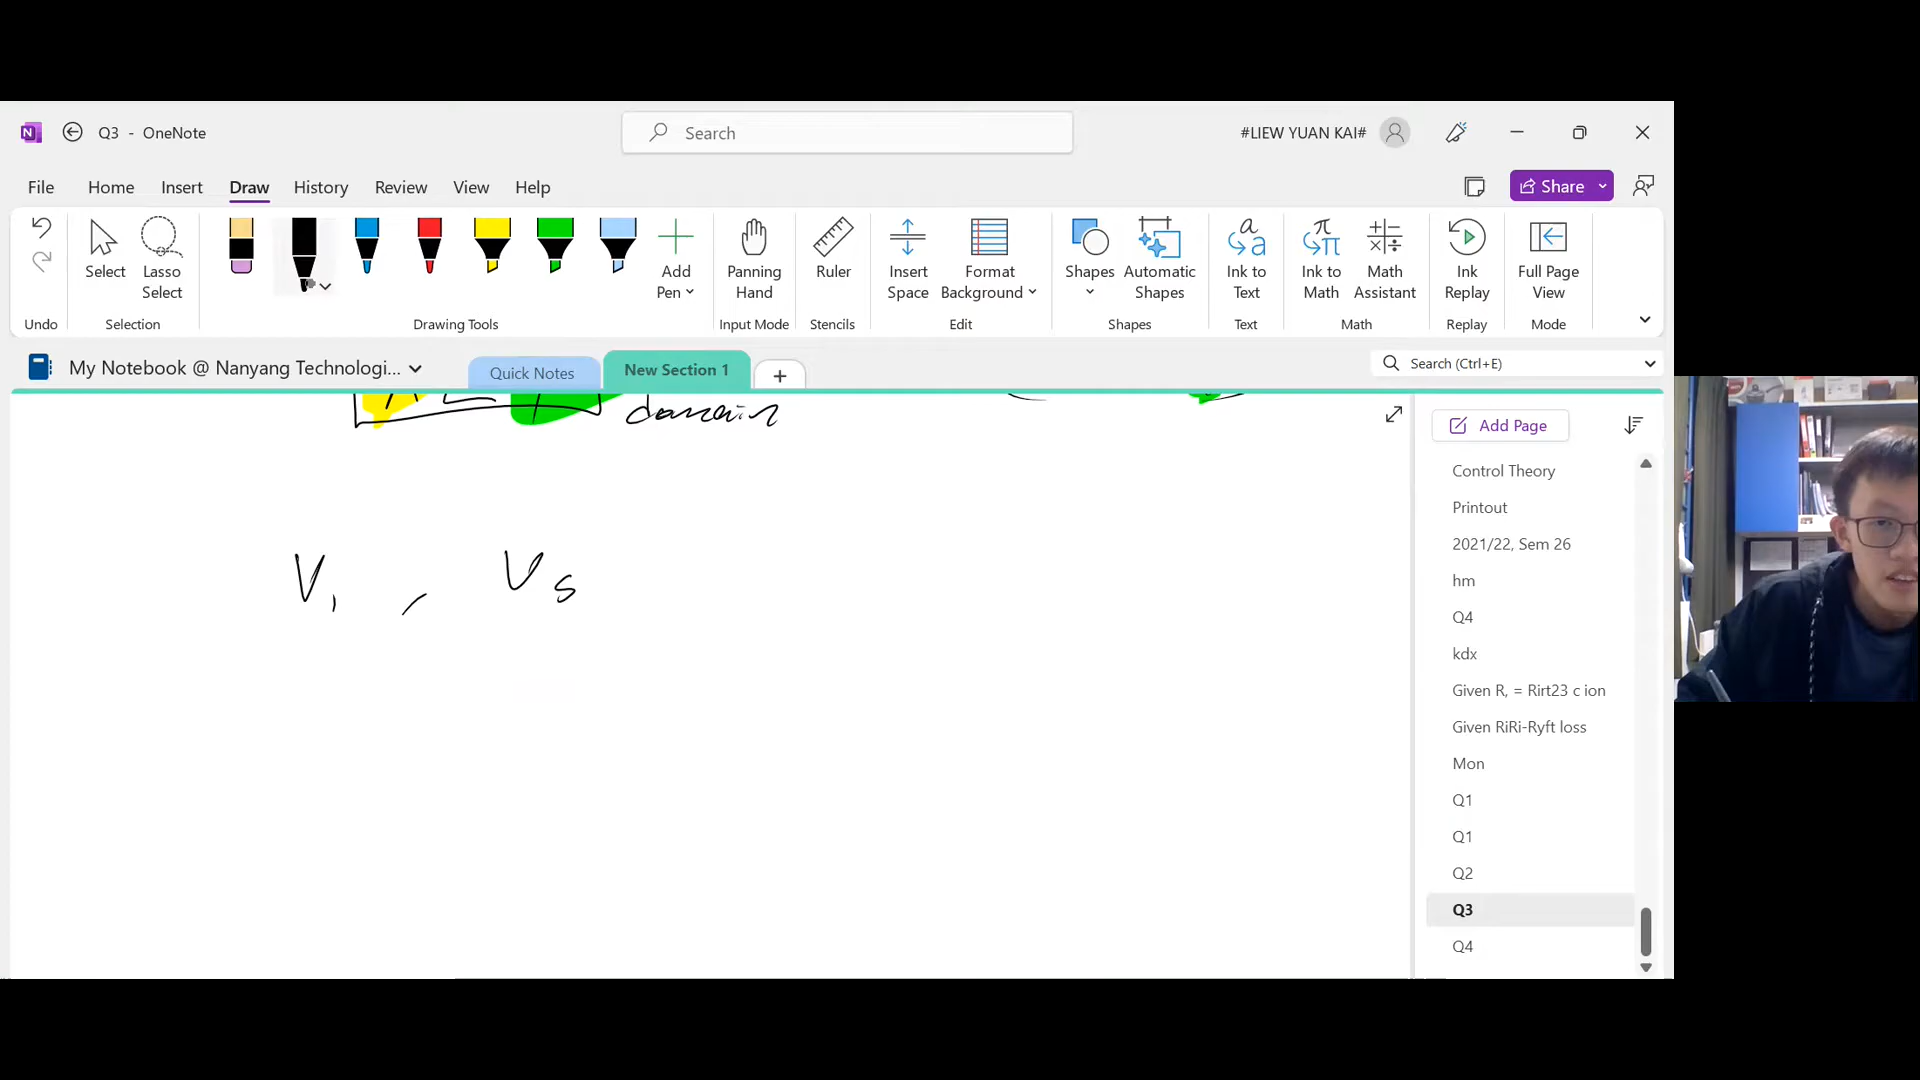 Q3 - OneNote
Search
#LIEW YUAN KAI#
File Home Insert Draw History Review View Help
Share
Select
Lasso Select
Add Pen
Panning Hand
Ruler
Insert Space
Format Background
Shapes
Automatic Shapes
Ink to Text
Ink to Math
Math Assistant
Ink Replay
Full Page View
Undo
Selection
Drawing Tools
Input Mode
Stencils
Edit
Shapes
Text
Math
Replay
Mode
My Notebook @ Nanyang Technologi...
Quick Notes
New Section 1
Search (Ctrl+E)
domain
V₁ , Vs
Add Page
Control Theory
Printout
2021/22, Sem 26
hm
Q4
kdx
Given R, = Rirt23 c ion
Given RiRi-Ryft loss
Mon
Q1
Q1
Q2
Q3
Q4